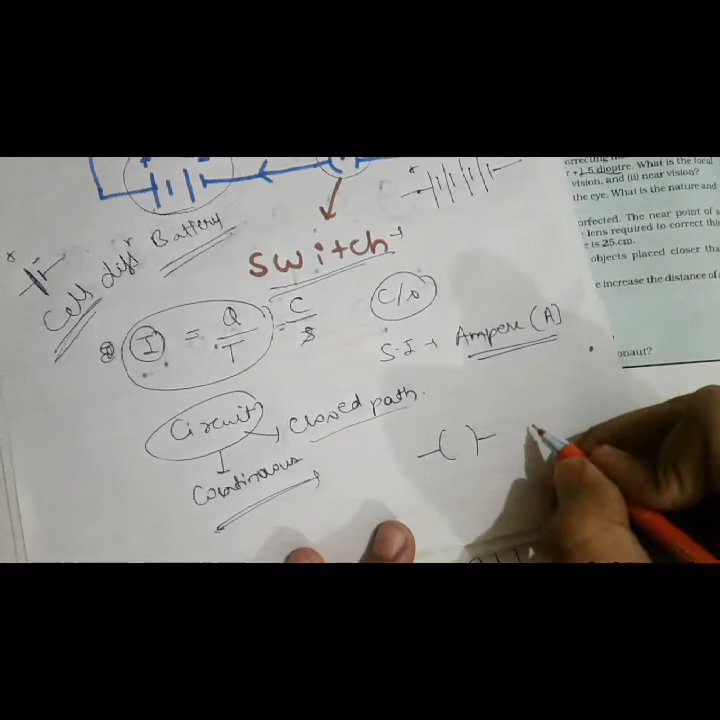 Battery
Cells
switch
I = Q/T = C/s
C/s
S.I → Ampere (A)
Circuit
Closed path.
Continuous
r +1.5 dioptre. What is the focal
vision, and (ii) near vision?
the eye. What is the nature and
orfected. The near point of a
lens required to correct this
e is 25 cm.
objects placed closer tha
e increase the distance of a
onaut?